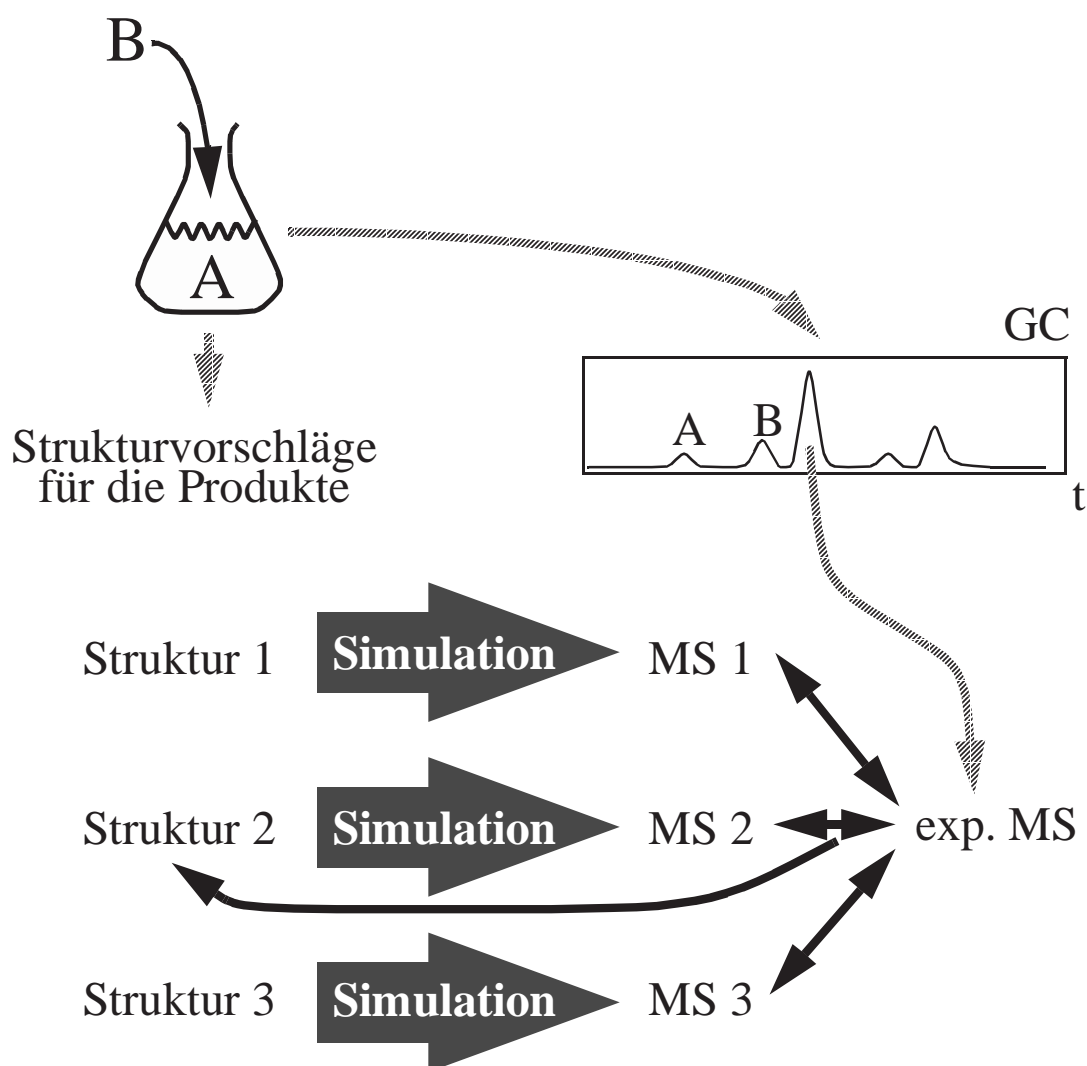 B
A
GC
A
B
t
Strukturvorschläge
für die Produkte
Struktur 1
Simulation
MS 1
Struktur 2
Simulation
MS 2
exp. MS
Struktur 3
Simulation
MS 3